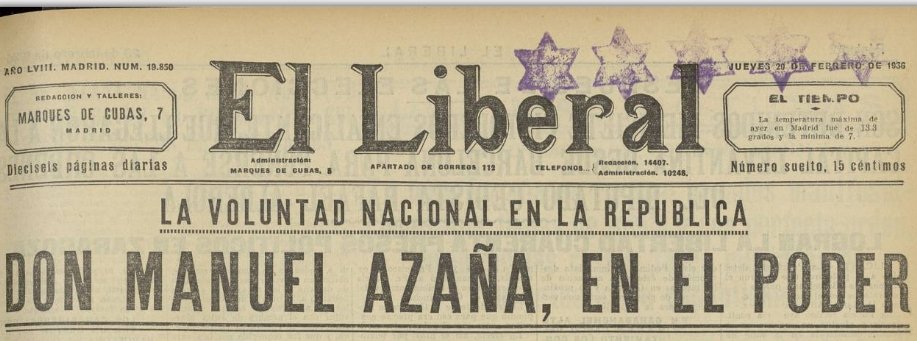 AÑO LVIII. MADRID. NUM. 19.850
El Liberal
JUEVES 20 DE FEBRERO DE 1936
REDACCION Y TALLERES:
MARQUES DE CUBAS, 7
MADRID
Dieciseis páginas diarias
Administración:
MARQUES DE CUBAS, 5
APARTADO DE CORREOS 112
TELEFONOS...
Redacción, 14407.
Administración. 10248.
EL TIEMPO
La temperatura máxima de
ayer en Madrid fue de 13.3
grados y la mínima de 7.
Número suelto, 15 céntimos
LA VOLUNTAD NACIONAL EN LA REPUBLICA
DON MANUEL AZAÑA, EN EL PODER